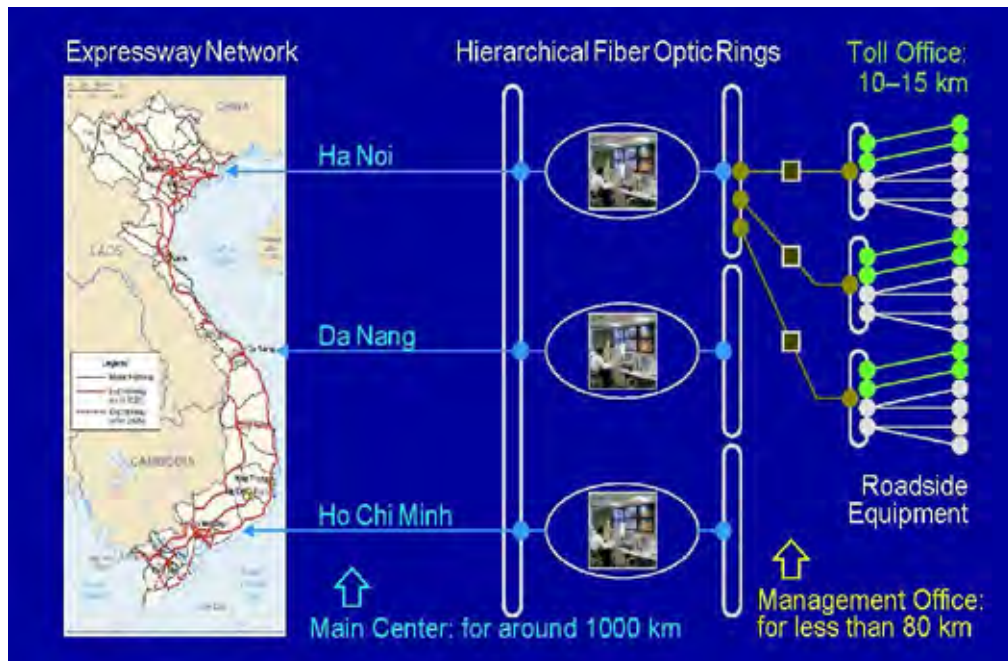 Expressway Network
Hierarchical Fiber Optic Rings
Toll Office:
10–15 km
CHINA
Ha Noi
LAOS
Da Nang
Legend
CAMBODIA
Ho Chi Minh
Roadside
Equipment
Main Center: for around 1000 km
Management Office:
for less than 80 km